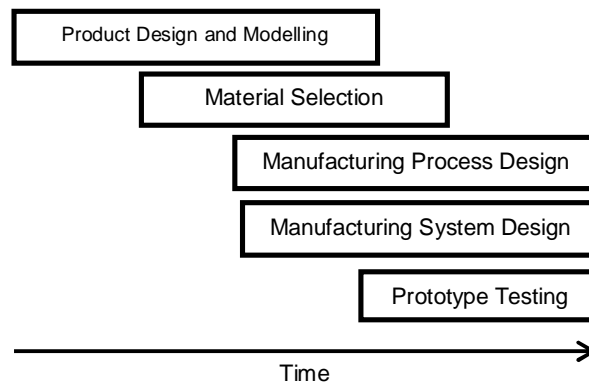 Product Design and Modelling
Material Selection
Manufacturing Process Design
Manufacturing System Design
Prototype Testing
Time